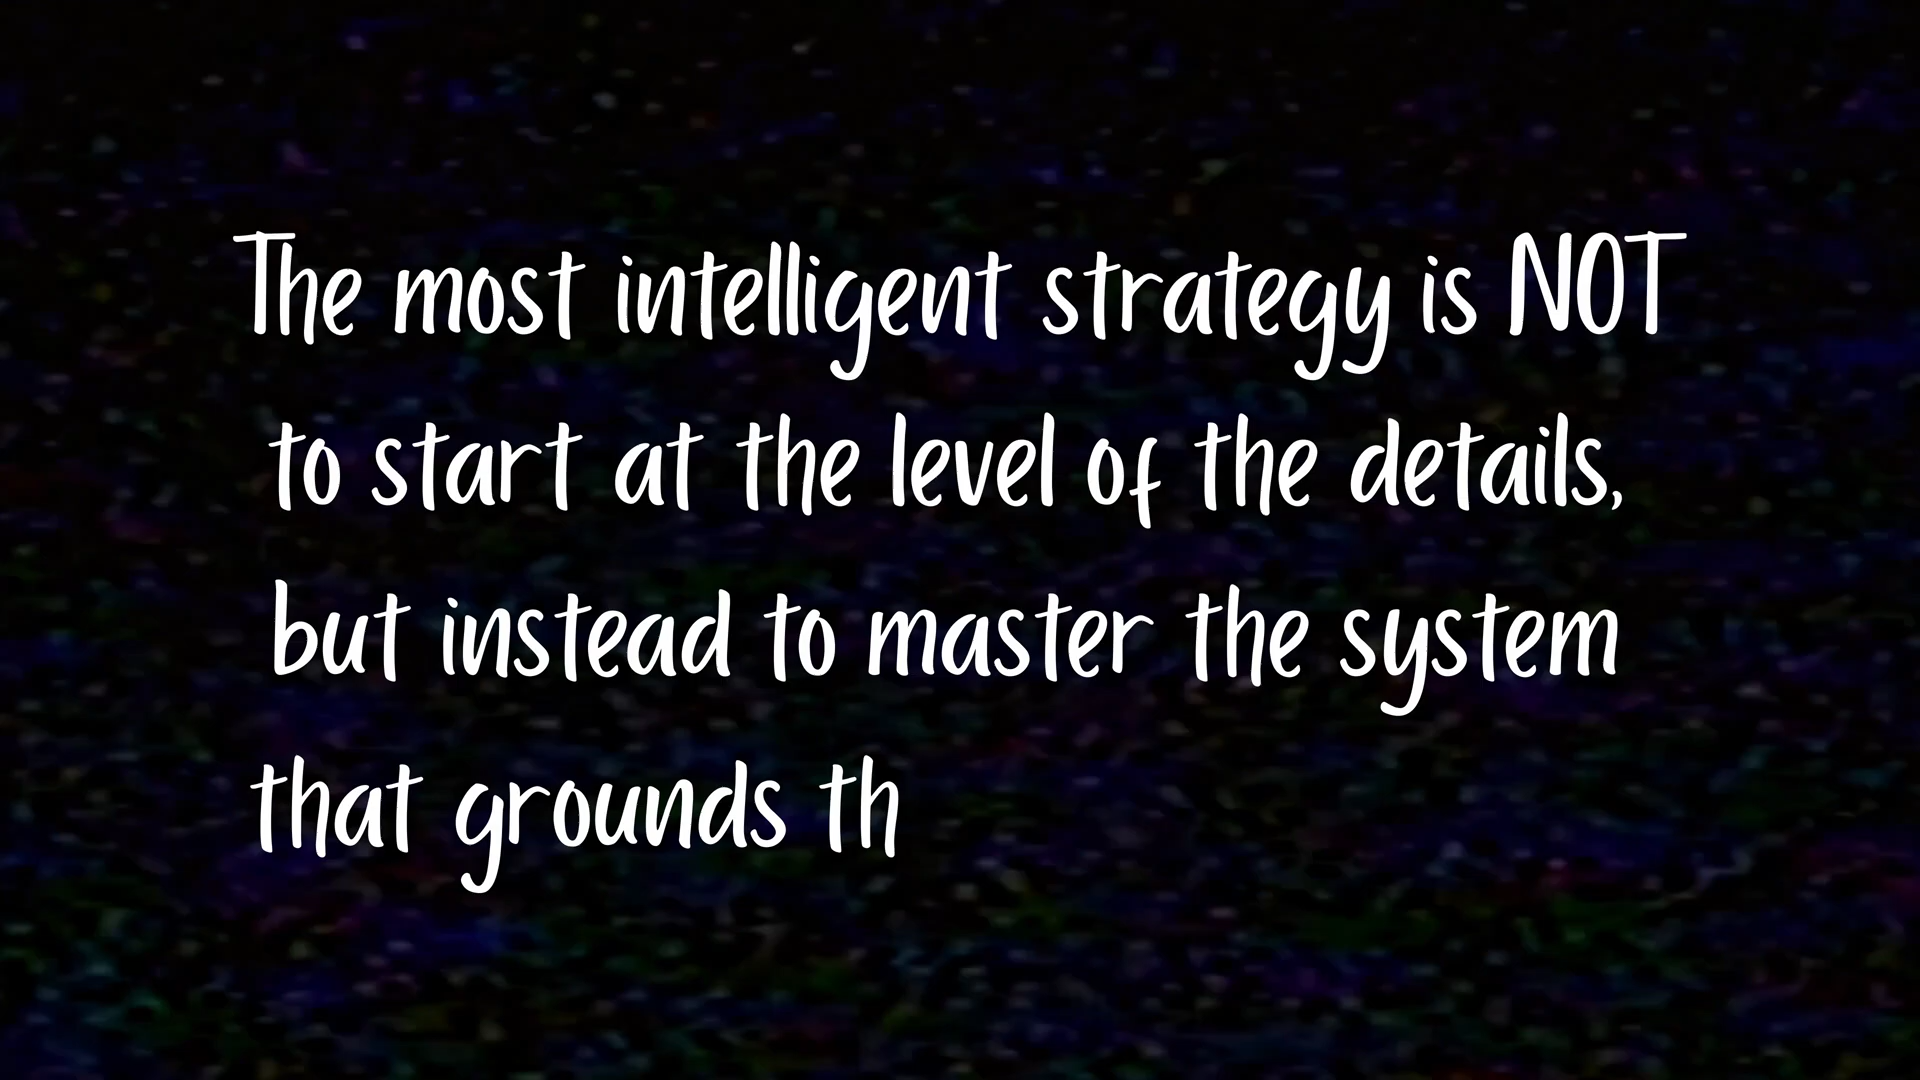 The most intelligent strategy is NOT
to start at the level of the details,
but instead to master the system
that grounds th